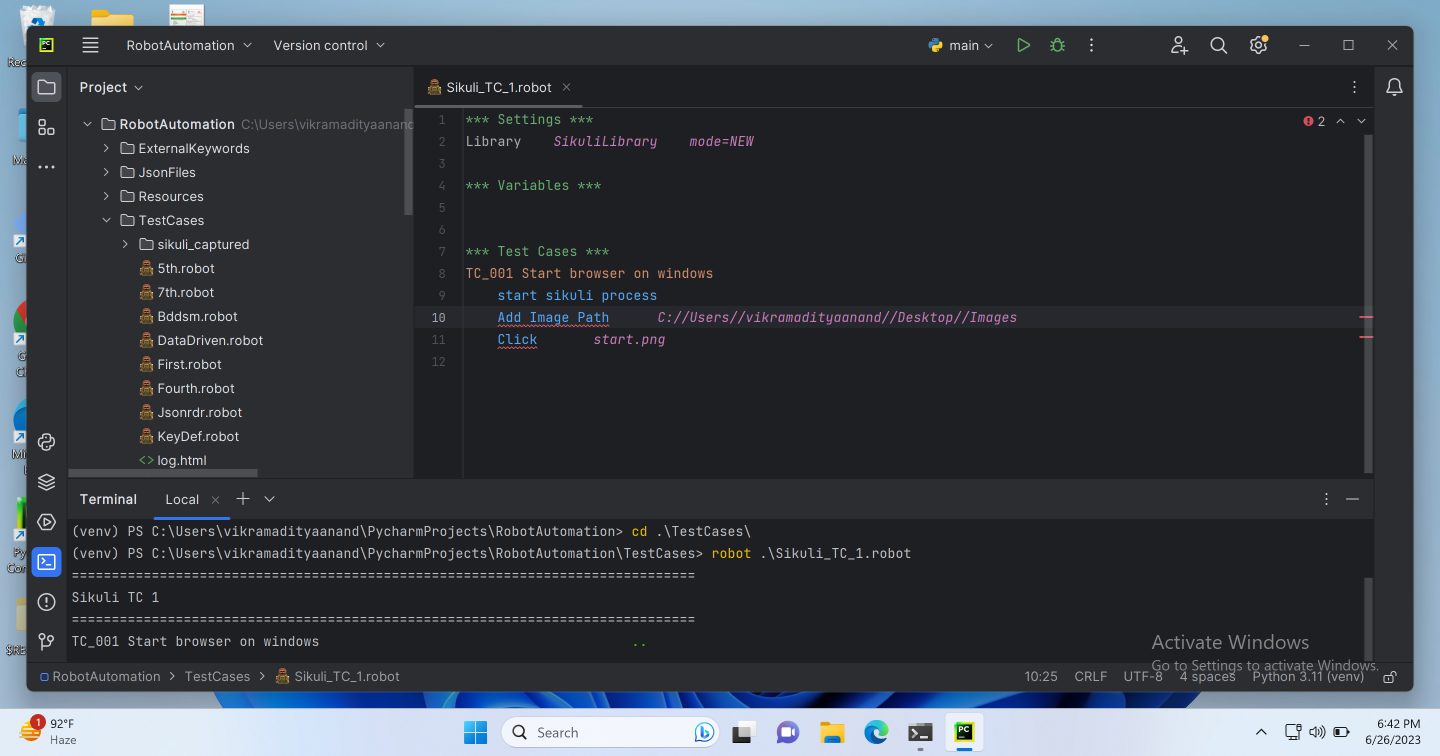 RobotAutomation
Version control
main
Project
Sikuli_TC_1.robot
RobotAutomation C:\Users\vikramadityaanand
ExternalKeywords
JsonFiles
Resources
TestCases
sikuli_captured
5th.robot
7th.robot
Bddsm.robot
DataDriven.robot
First.robot
Fourth.robot
Jsonrdr.robot
KeyDef.robot
<> log.html
2
1 *** Settings ***
2 Library SikuliLibrary mode=NEW
3
4 *** Variables ***
5
6
7 *** Test Cases ***
8 TC_001 Start browser on windows
9 start sikuli process
10 Add Image Path C://Users//vikramadityaanand//Desktop//Images
11 Click start.png
12
Terminal
Local
(venv) PS C:\Users\vikramadityaanand\PycharmProjects\RobotAutomation> cd .\TestCases\
(venv) PS C:\Users\vikramadityaanand\PycharmProjects\RobotAutomation\TestCases> robot .\Sikuli_TC_1.robot
==============================================================================
Sikuli TC 1
==============================================================================
TC_001 Start browser on windows ..
Activate Windows
Go to Settings to activate Windows.
RobotAutomation > TestCases > Sikuli_TC_1.robot
10:25 CRLF UTF-8 4 spaces Python 3.11 (venv)
1
92°F
Haze
Search
PC
6:42 PM
6/26/2023